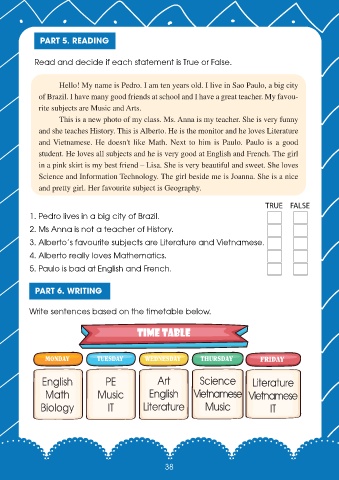 PART 5. READING
Read and decide if each statement is True or False.
Hello! My name is Pedro. I am ten years old. I live in Sao Paulo, a big city
of Brazil. I have many good friends at school and I have a great teacher. My favou-
rite subjects are Music and Arts.
This is a new photo of my class. Ms. Anna is my teacher. She is very funny
and she teaches History. This is Alberto. He is the monitor and he loves Literature
and Vietnamese. He doesn't like Math. Next to him is Paulo. Paulo is a good
student. He loves all subjects and he is very good at English and French. The girl
in a pink skirt is my best friend – Lisa. She is very beautiful and sweet. She loves
Science and Information Technology. The girl beside me is Joanna. She is a nice
and pretty girl. Her favourite subject is Geography.
TRUE FALSE
1. Pedro lives in a big city of Brazil.
2. Ms Anna is not a teacher of History.
3. Alberto's favourite subjects are Literature and Vietnamese.
4. Alberto really loves Mathematics.
5. Paulo is bad at English and French.
PART 6. WRITING
Write sentences based on the timetable below.
TIME TABLE
MONDAY TUESDAY WEDNESDAY THURSDAY FRIDAY
English PE Art Science Literature
Math Music English Vietnamese Vietnamese
Biology IT Literature Music IT
38